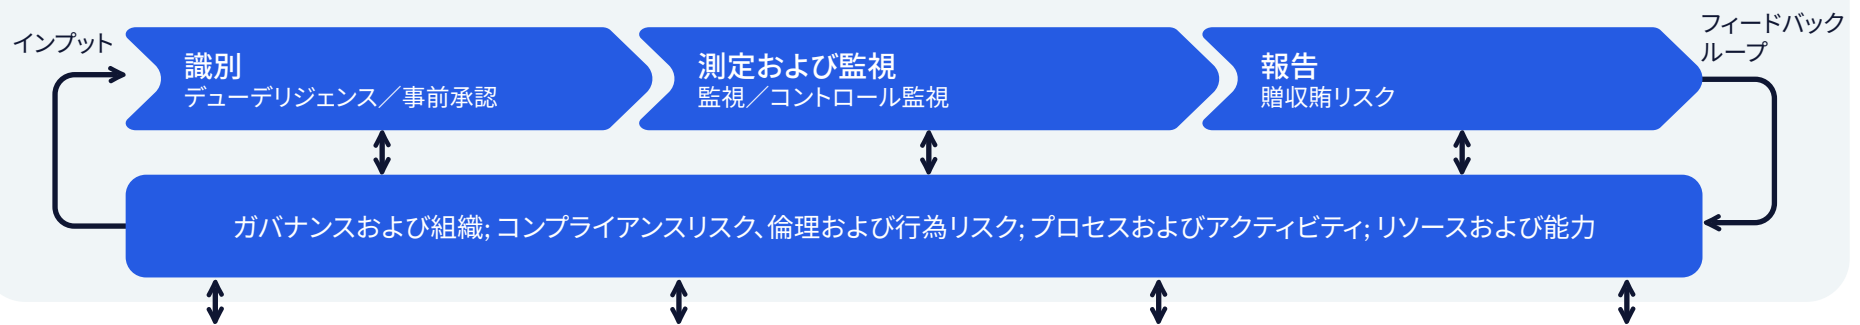 インプット
識別
デューデリジェンス／事前承認
測定および監視
監視／コントロール監視
報告
贈収賄リスク
フィードバック
ループ
ガバナンスおよび組織; コンプライアンスリスク、倫理および行為リスク; プロセスおよびアクティビティ; リソースおよび能力